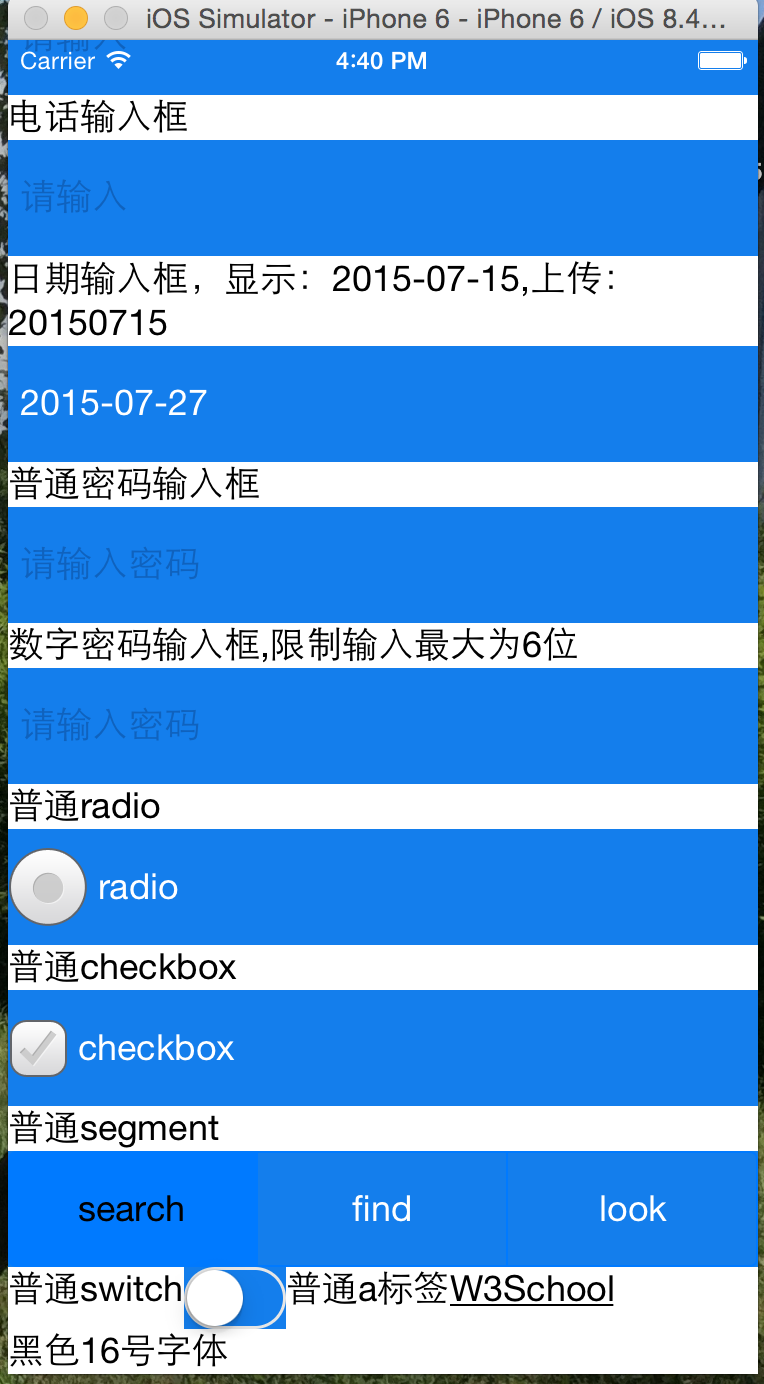 iOS Simulator - iPhone 6 - iPhone 6 / iOS 8.4...
请输入
Carrier 4:40 PM
电话输入框
请输入
日期输入框，显示：2015-07-15,上传：
20150715
2015-07-27
普通密码输入框
请输入密码
数字密码输入框,限制输入最大为6位
请输入密码
普通radio
radio
普通checkbox
checkbox
普通segment
search find look
普通switch 普通a标签W3School
黑色16号字体